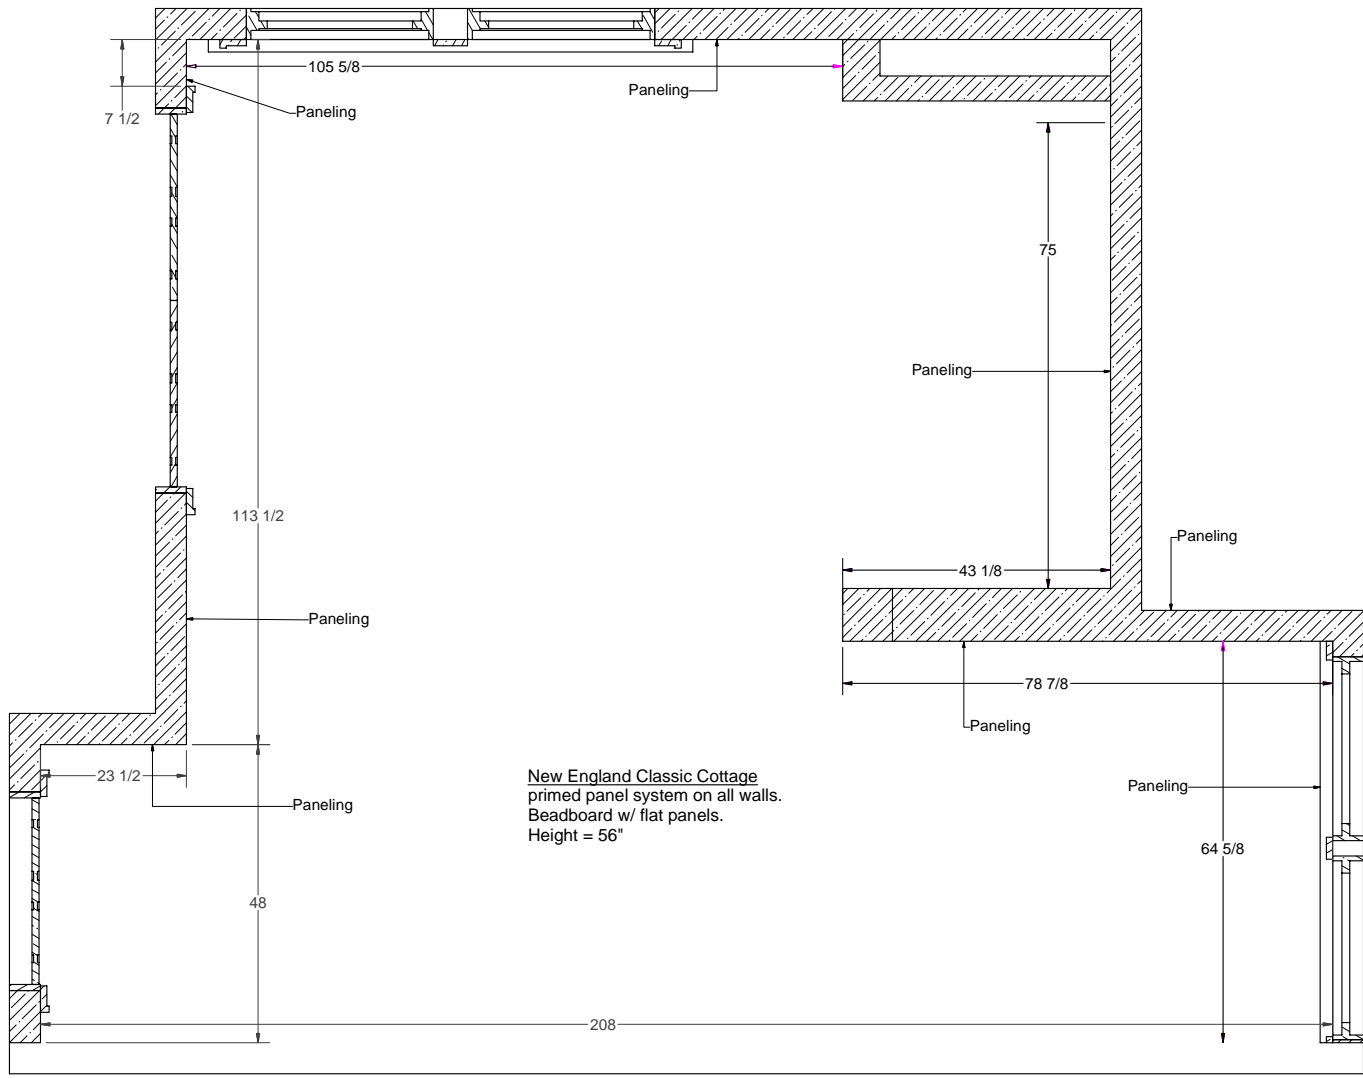 105 5/8
Paneling
7 1/2
Paneling
75
Paneling
113 1/2
Paneling
43 1/8
Paneling
78 7/8
Paneling
23 1/2
Paneling
New England Classic Cottage
primed panel system on all walls.
Beadboard w/ flat panels.
Height = 56"
Paneling
64 5/8
48
208